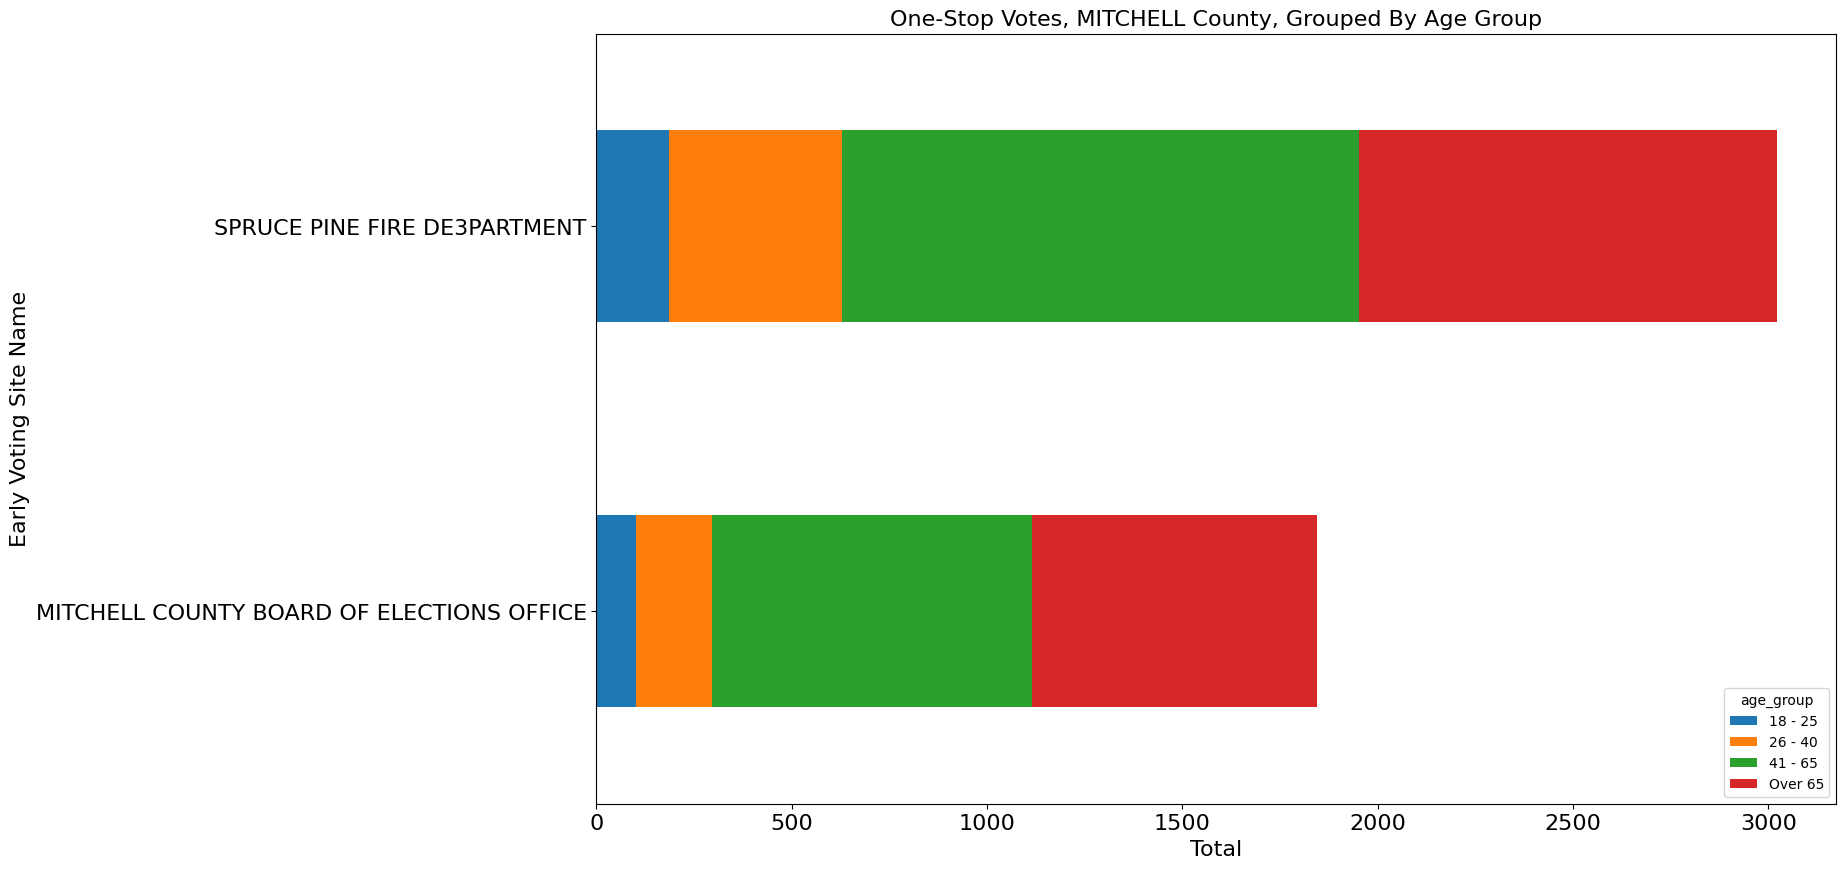 One-Stop Votes, MITCHELL County, Grouped By Age Group
Early Voting Site Name
SPRUCE PINE FIRE DE3PARTMENT
MITCHELL COUNTY BOARD OF ELECTIONS OFFICE
age_group
18 - 25
26 - 40
41 - 65
Over 65
0 500 1000 1500 2000 2500 3000
Total